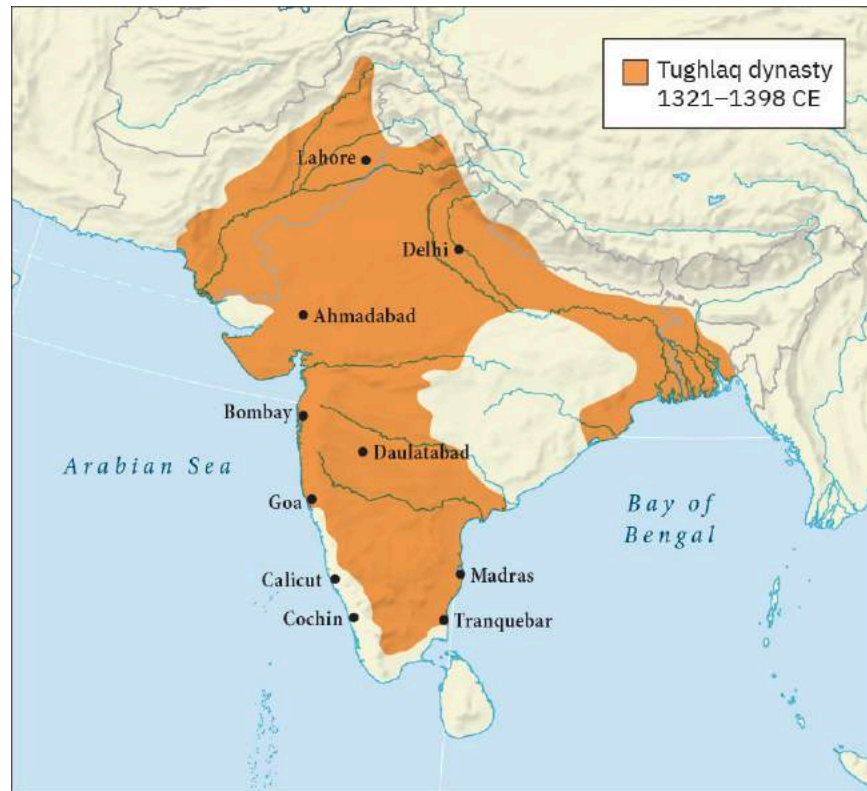 Tughlaq dynasty
1321–1398 CE
Lahore
Delhi
Ahmadabad
Bombay
Daulatabad
Arabian Sea
Goa
Bay of
Bengal
Calicut
Madras
Cochin
Tranquebar